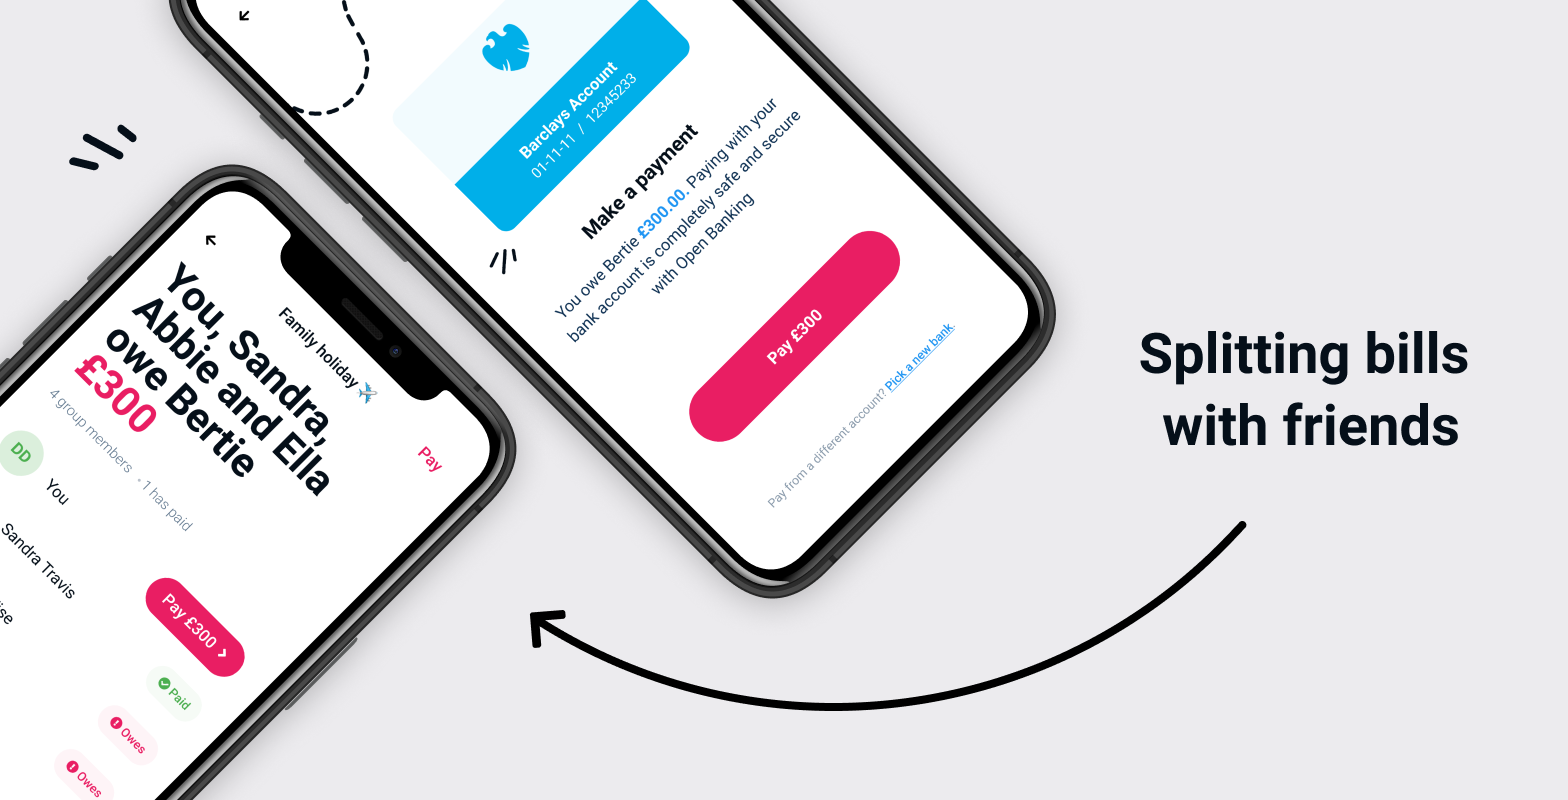 Family holiday ✈️
You, Sandra,
Abbie and Ella
owe Bertie
£300
4 group members • 1 has paid
Pay
DD
You
Pay £300 ›
Sandra Travis
Paid
Owes
Owes
Barclays Account
01-11-11 / 12345233
Make a payment
You owe Bertie £300.00. Paying with your
bank account is completely safe and secure
with Open Banking
Pay £300
Pay from a different account? Pick a new bank.
Splitting bills
with friends